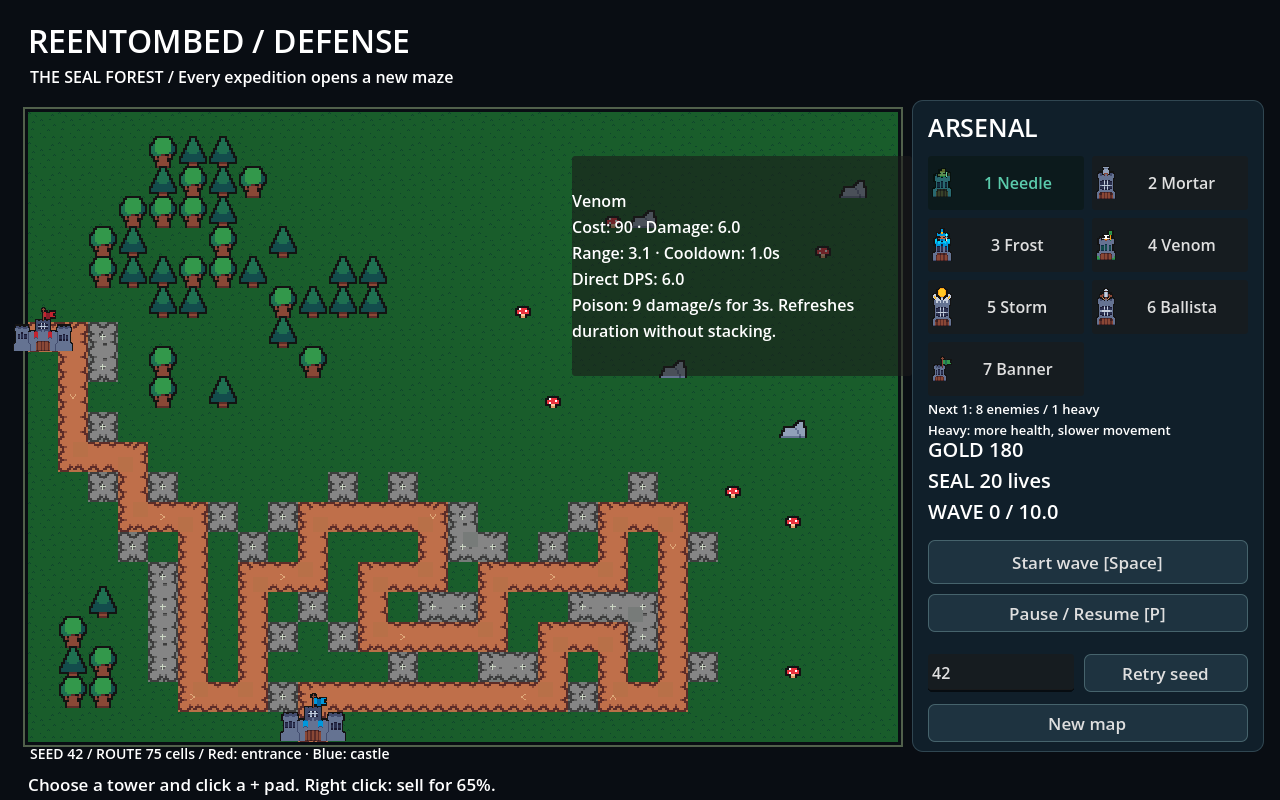 REENTOMBED / DEFENSE
THE SEAL FOREST / Every expedition opens a new maze
Venom
Cost: 90 · Damage: 6.0
Range: 3.1 · Cooldown: 1.0s
Direct DPS: 6.0
Poison: 9 damage/s for 3s. Refreshes
duration without stacking.
ARSENAL
1 Needle
2 Mortar
3 Frost
4 Venom
5 Storm
6 Ballista
7 Banner
Next 1: 8 enemies / 1 heavy
Heavy: more health, slower movement
GOLD 180
SEAL 20 lives
WAVE 0 / 10.0
Start wave [Space]
Pause / Resume [P]
42
Retry seed
New map
SEED 42 / ROUTE 75 cells / Red: entrance · Blue: castle
Choose a tower and click a + pad. Right click: sell for 65%.